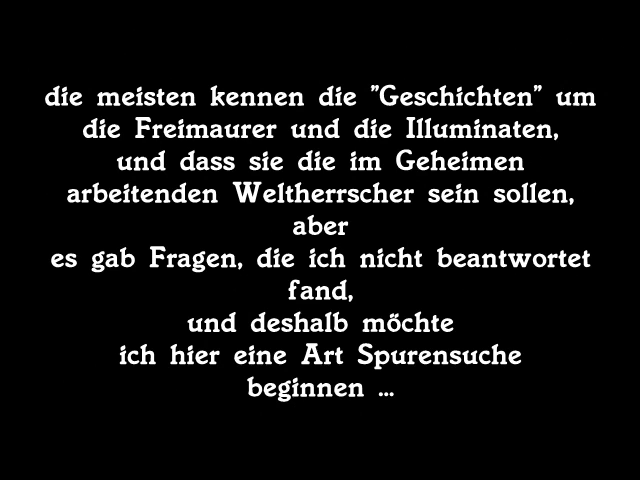 die meisten kennen die "Geschichten" um
die Freimaurer und die Illuminaten,
und dass sie die im Geheimen
arbeitenden Weltherrscher sein sollen,
aber
es gab Fragen, die ich nicht beantwortet
fand,
und deshalb möchte
ich hier eine Art Spurensuche
beginnen ...